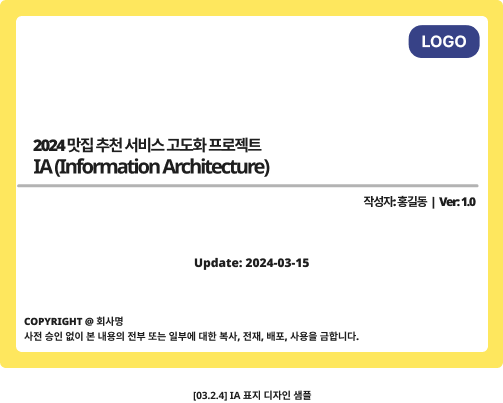 LOGO
2024 맛집 추천 서비스 고도화 프로젝트
IA (Information Architecture)
작성자: 홍길동 | Ver: 1.0
Update: 2024-03-15
COPYRIGHT @ 회사명
사전 승인 없이 본 내용의 전부 또는 일부에 대한 복사, 전재, 배포, 사용을 금합니다.
[03.2.4] IA 표지 디자인 샘플